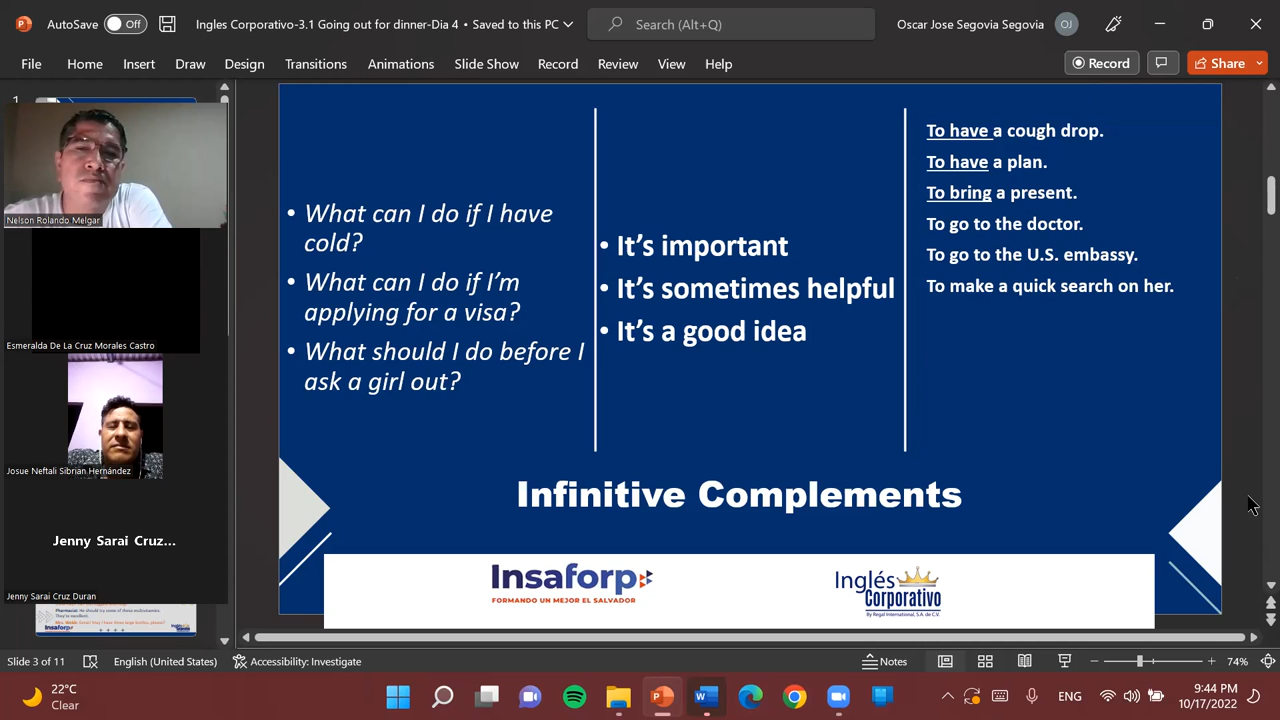 AutoSave Off Ingles Corporativo-3.1 Going out for dinner-Dia 4 • Saved to this PC Search (Alt+Q) Oscar Jose Segovia Segovia OJ
File Home Insert Draw Design Transitions Animations Slide Show Record Review View Help Record Share
1
Nelson Rolando Melgar
Esmeralda De La Cruz Morales Castro
Josue Neftali Sibrian Hernández
Jenny Sarai Cruz...
Jenny Sarai Cruz Duran
• What can I do if I have
cold?
• What can I do if I'm
applying for a visa?
• What should I do before I
ask a girl out?
• It's important
• It's sometimes helpful
• It's a good idea
To have a cough drop.
To have a plan.
To bring a present.
To go to the doctor.
To go to the U.S. embassy.
To make a quick search on her.
Infinitive Complements
Insaforp
FORMANDO UN MEJOR EL SALVADOR
Inglés
Corporativo
By Regal International, S.A. de C.V.
Slide 3 of 11 English (United States) Accessibility: Investigate Notes 74%
22°C
Clear
ENG
9:44 PM
10/17/2022